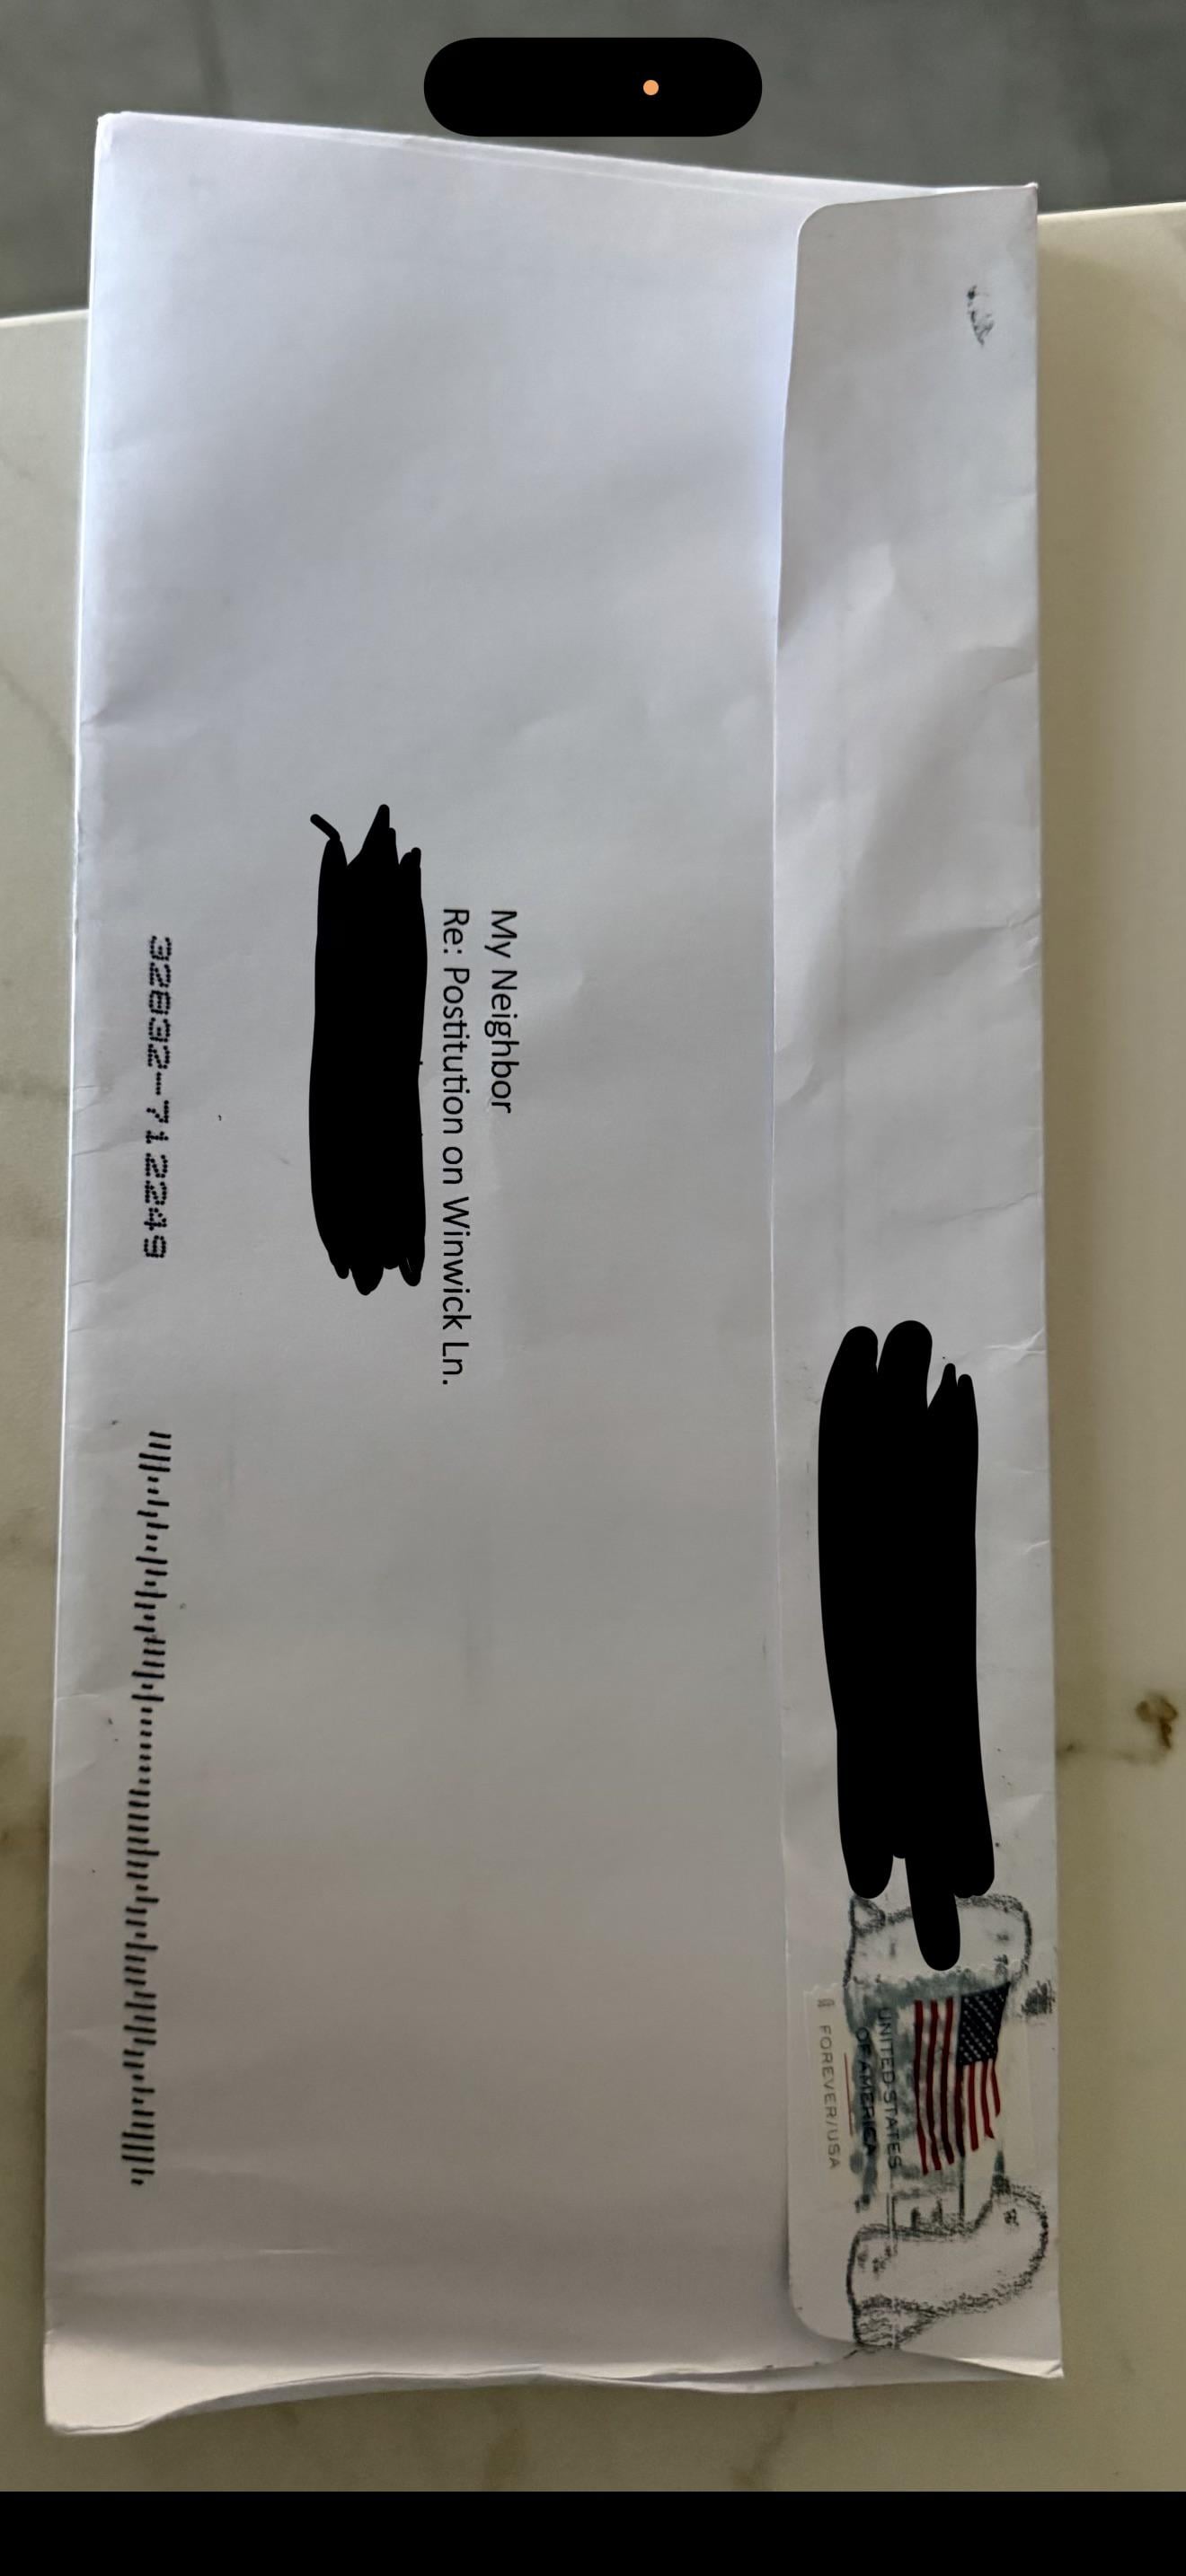 UNITED STATES
OF AMERICA
FOREVER/USA
My Neighbor
Re: Postitution on Winwick Ln.
32832-712249